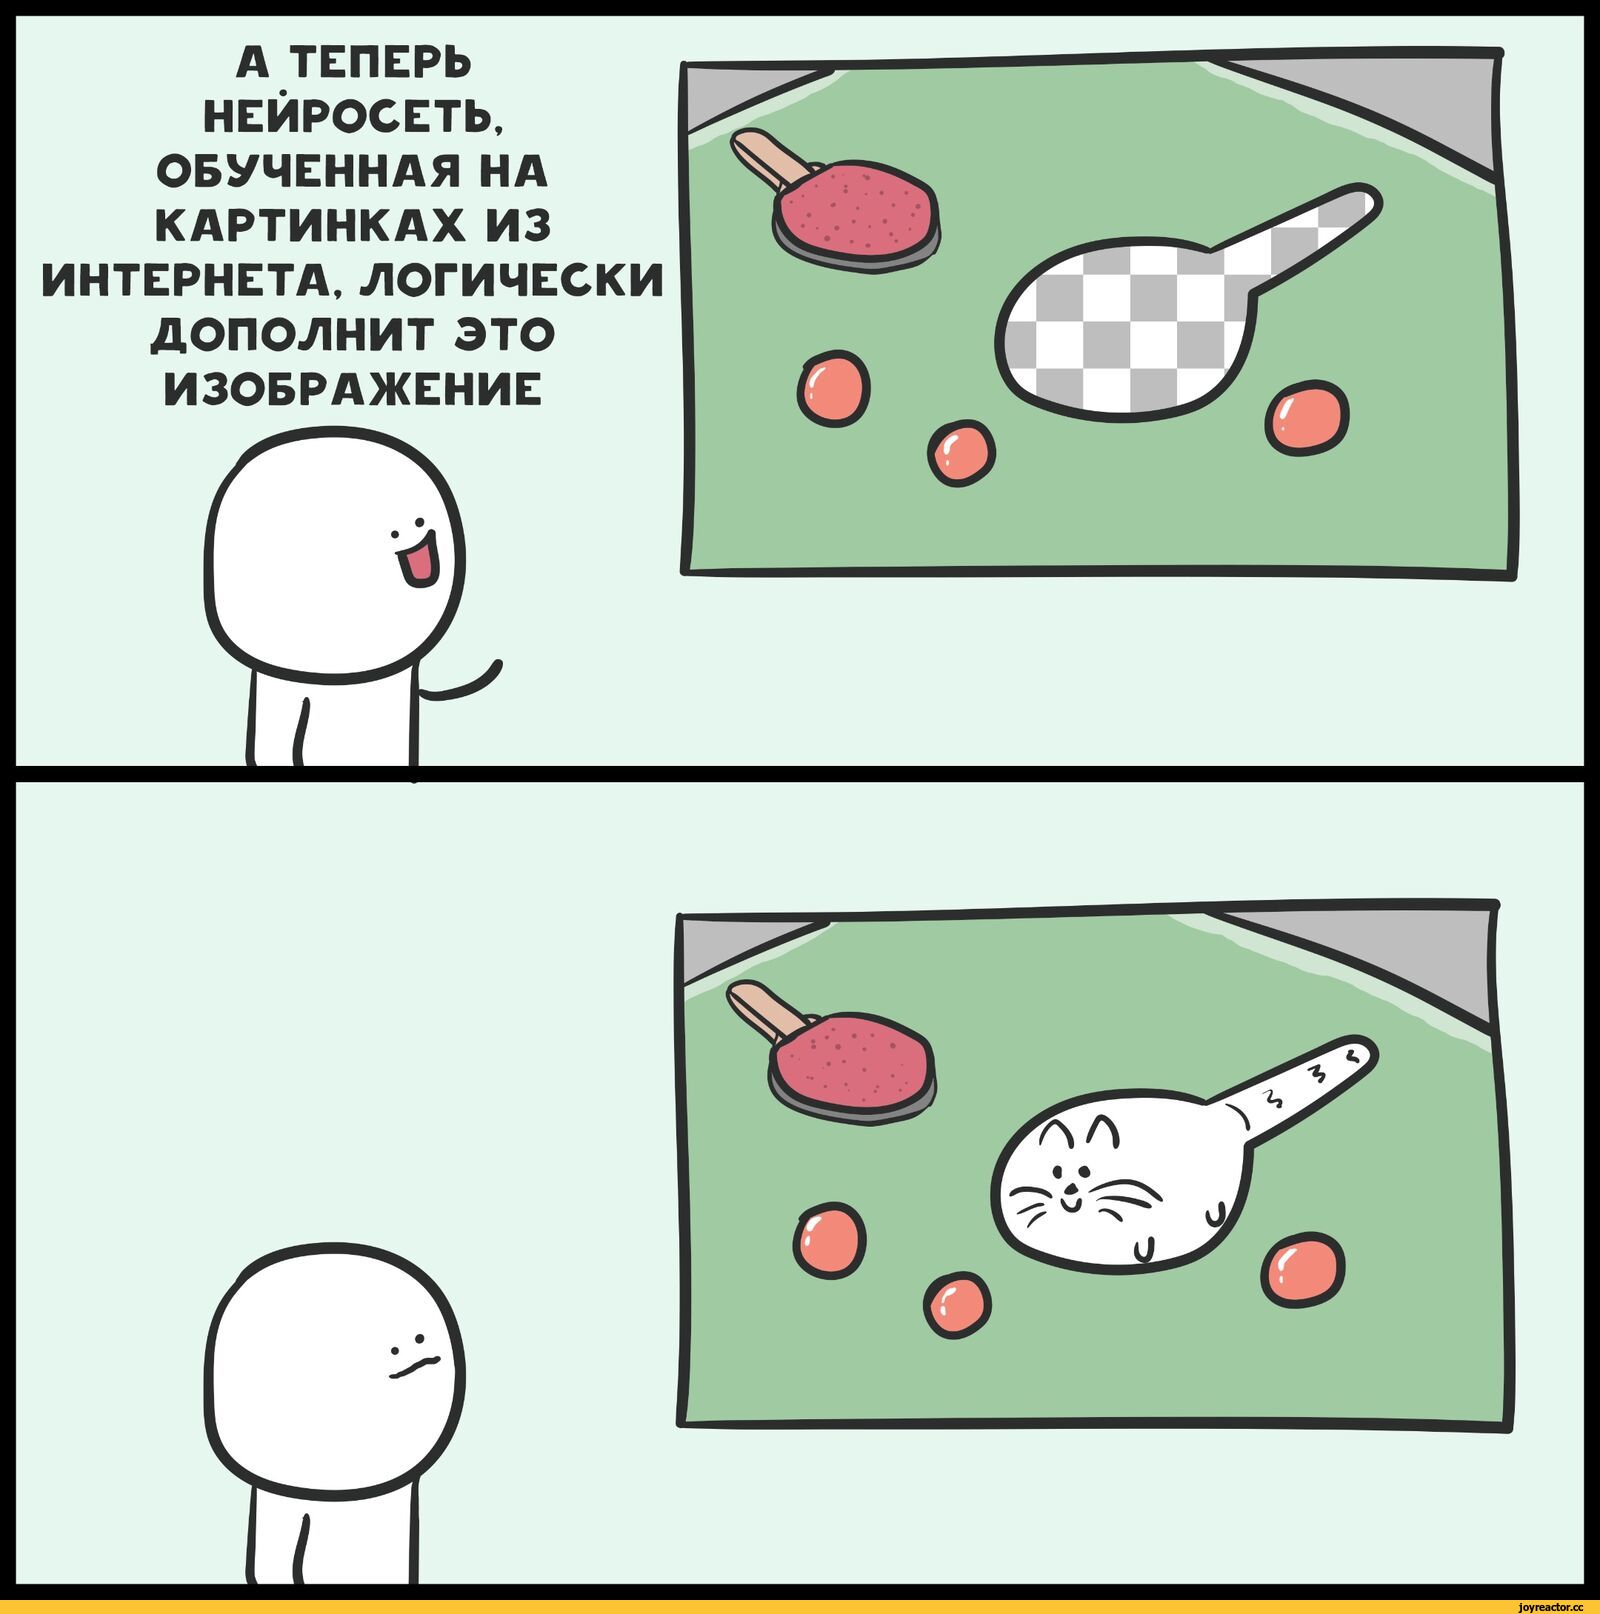 А ТЕПЕРЬ
НЕЙРОСЕТЬ,
ОБУЧЕННАЯ НА
КАРТИНКАХ ИЗ
ИНТЕРНЕТА, ЛОГИЧЕСКИ
ДОПОЛНИТ ЭТО
ИЗОБРАЖЕНИЕ
joyreactor.cc